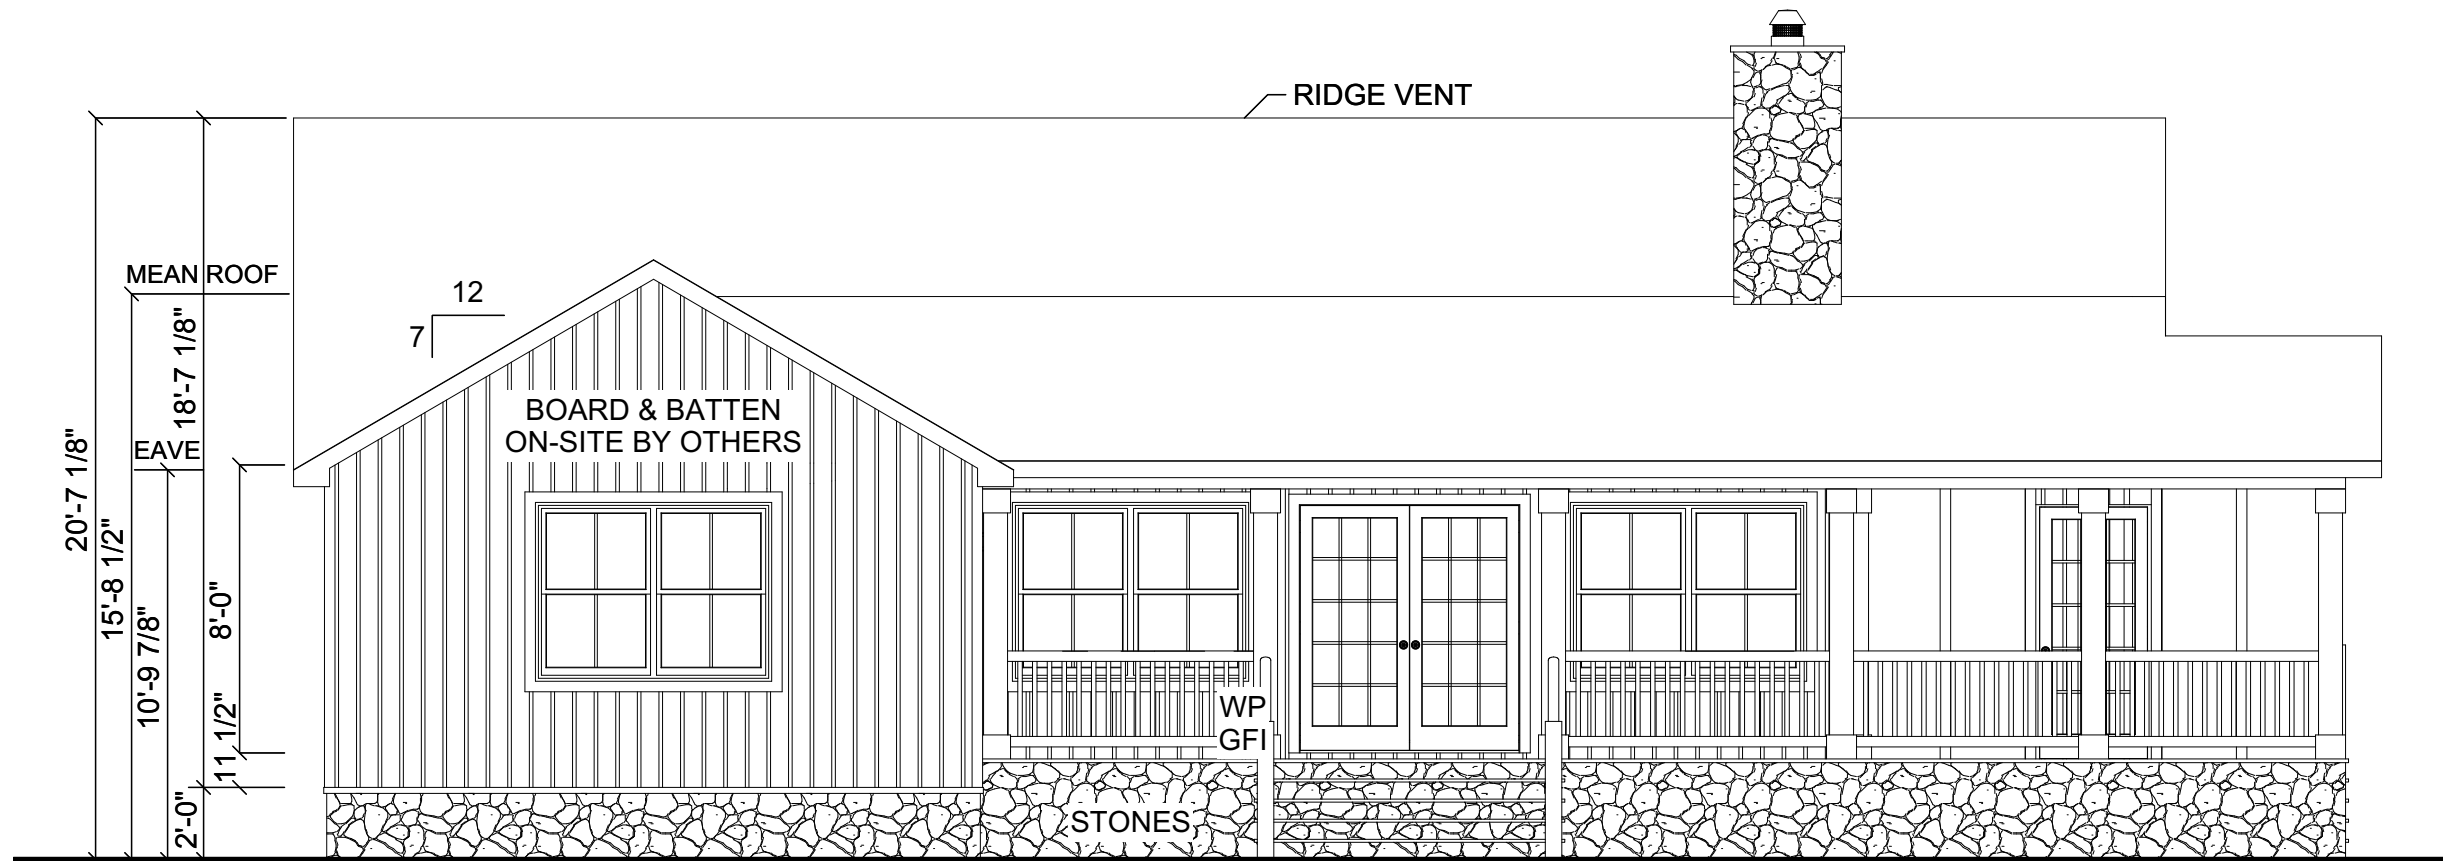 RIDGE VENT
MEAN ROOF
12
7
18'-7 1/8"
BOARD & BATTEN
ON-SITE BY OTHERS
EAVE
20'-7 1/8"
15'-8 1/2"
10'-9 7/8"
8'-0"
11 1/2"
2'-0"
WP
GFI
STONES